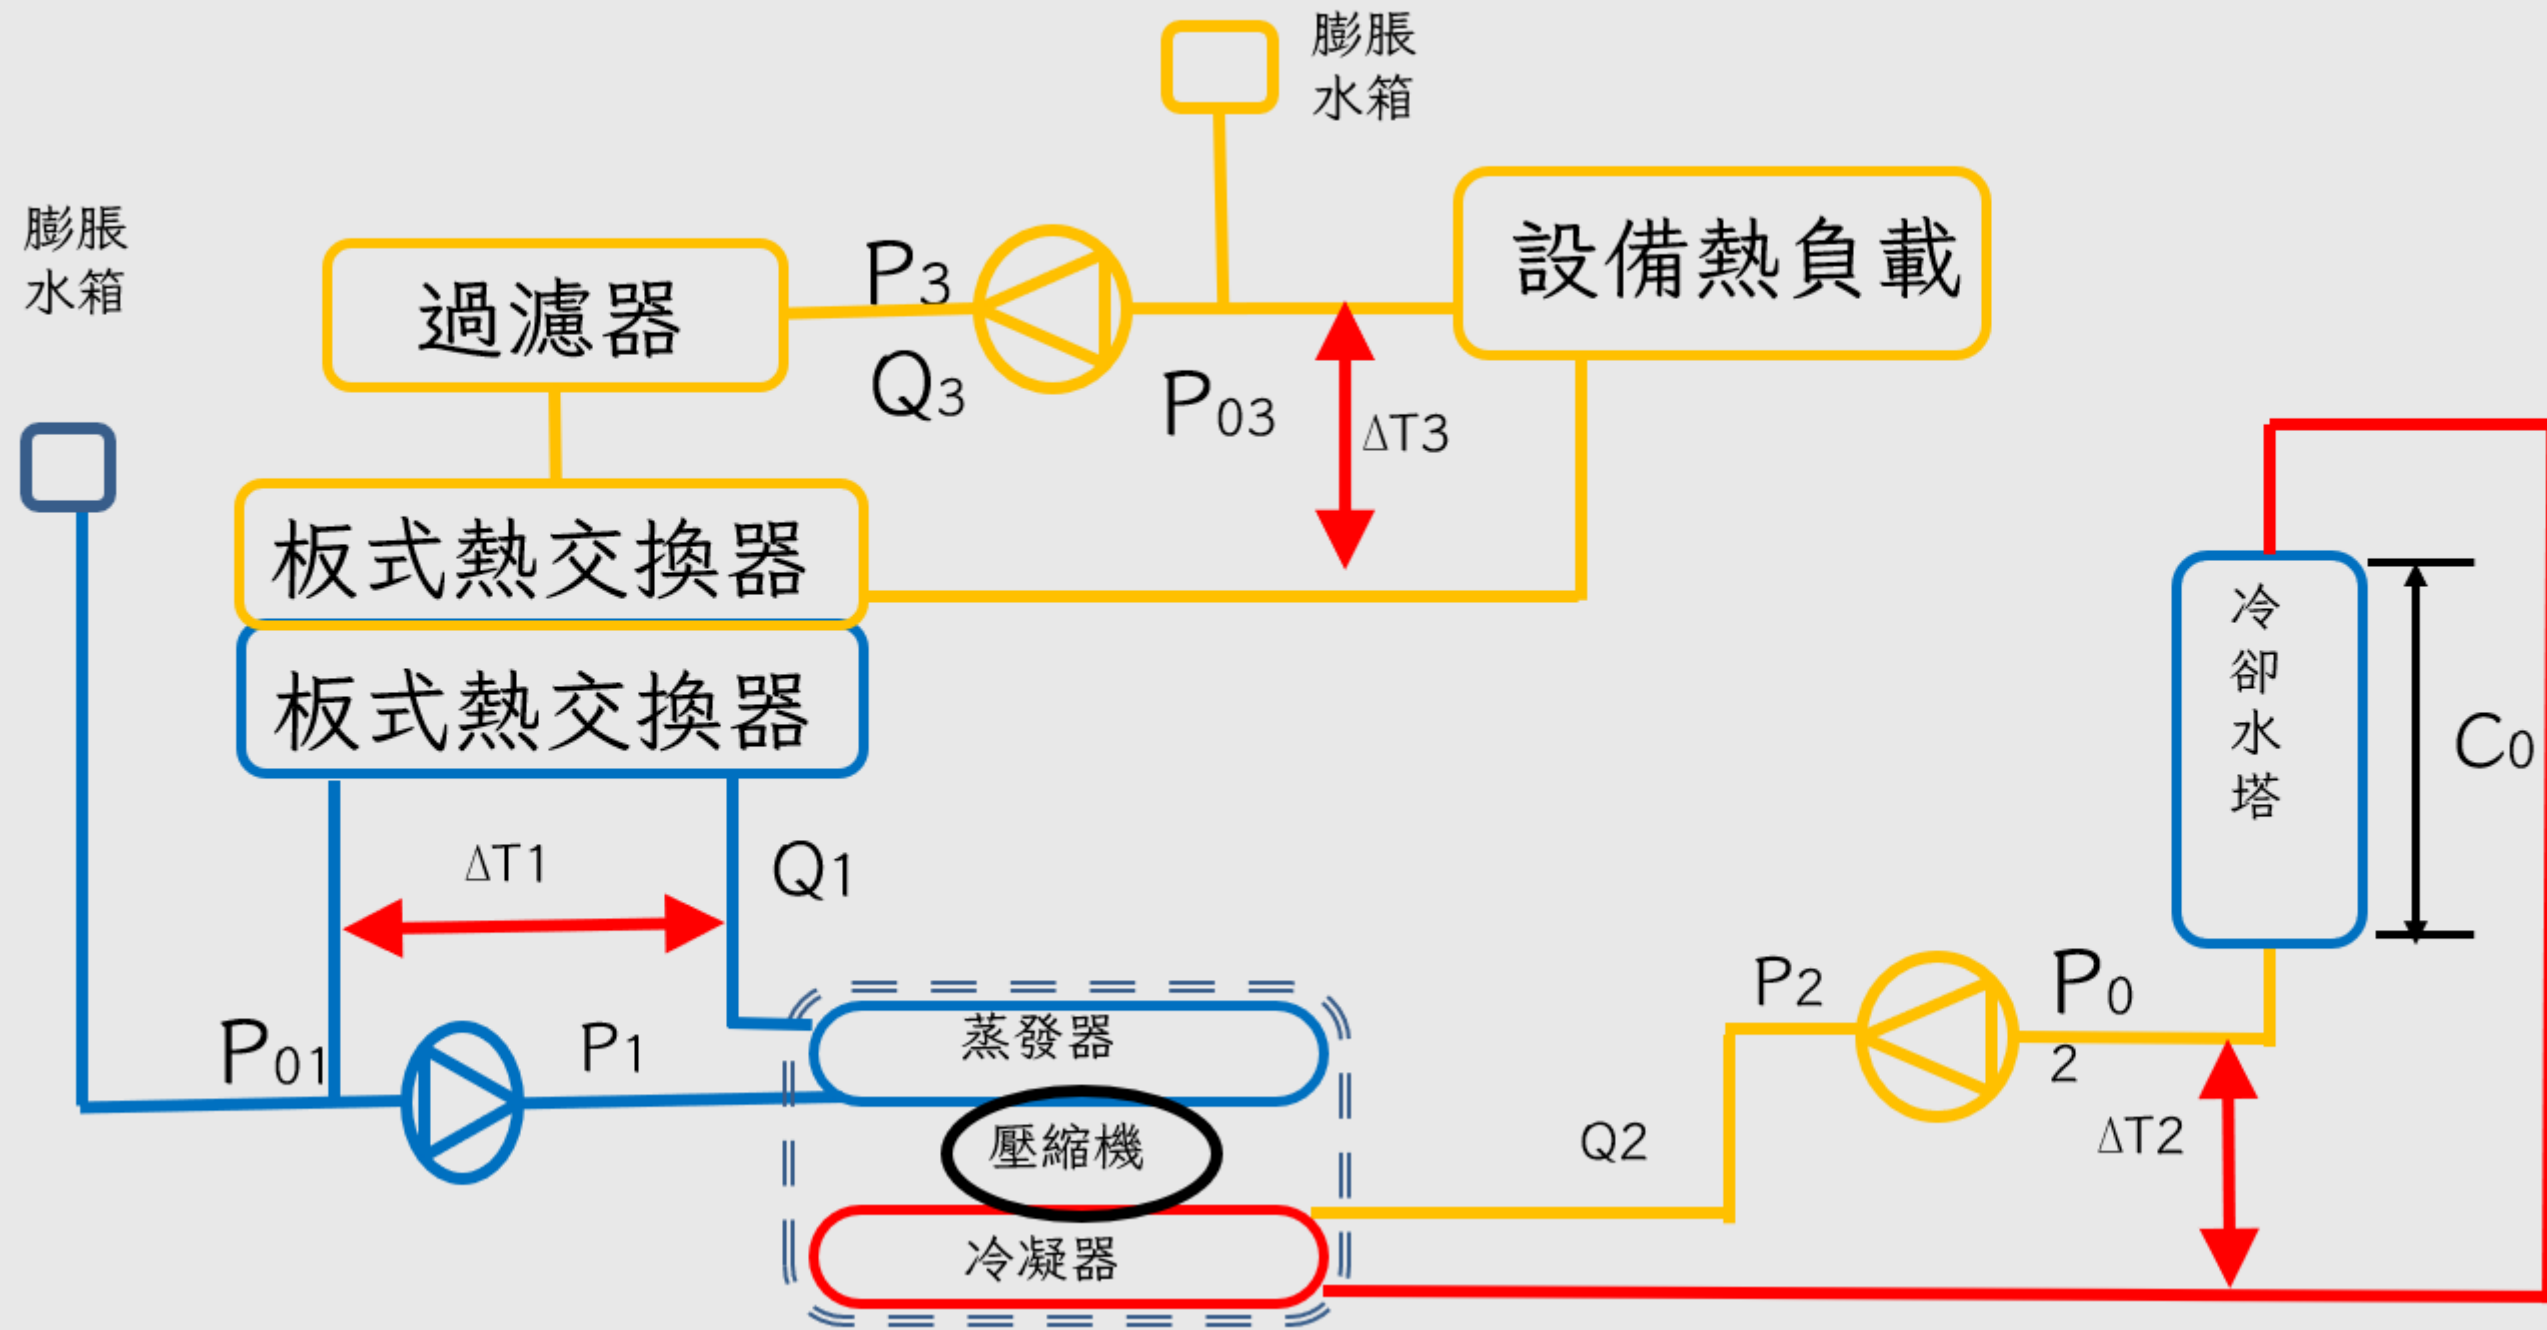 膨脹
水箱
膨脹
水箱
設備熱負載
過濾器
P3
Q3
P03
ΔT3
板式熱交換器
板式熱交換器
冷
卻
水
塔
C0
ΔT1
Q1
P01
P1
蒸發器
壓縮機
冷凝器
P2
P0
2
Q2
ΔT2